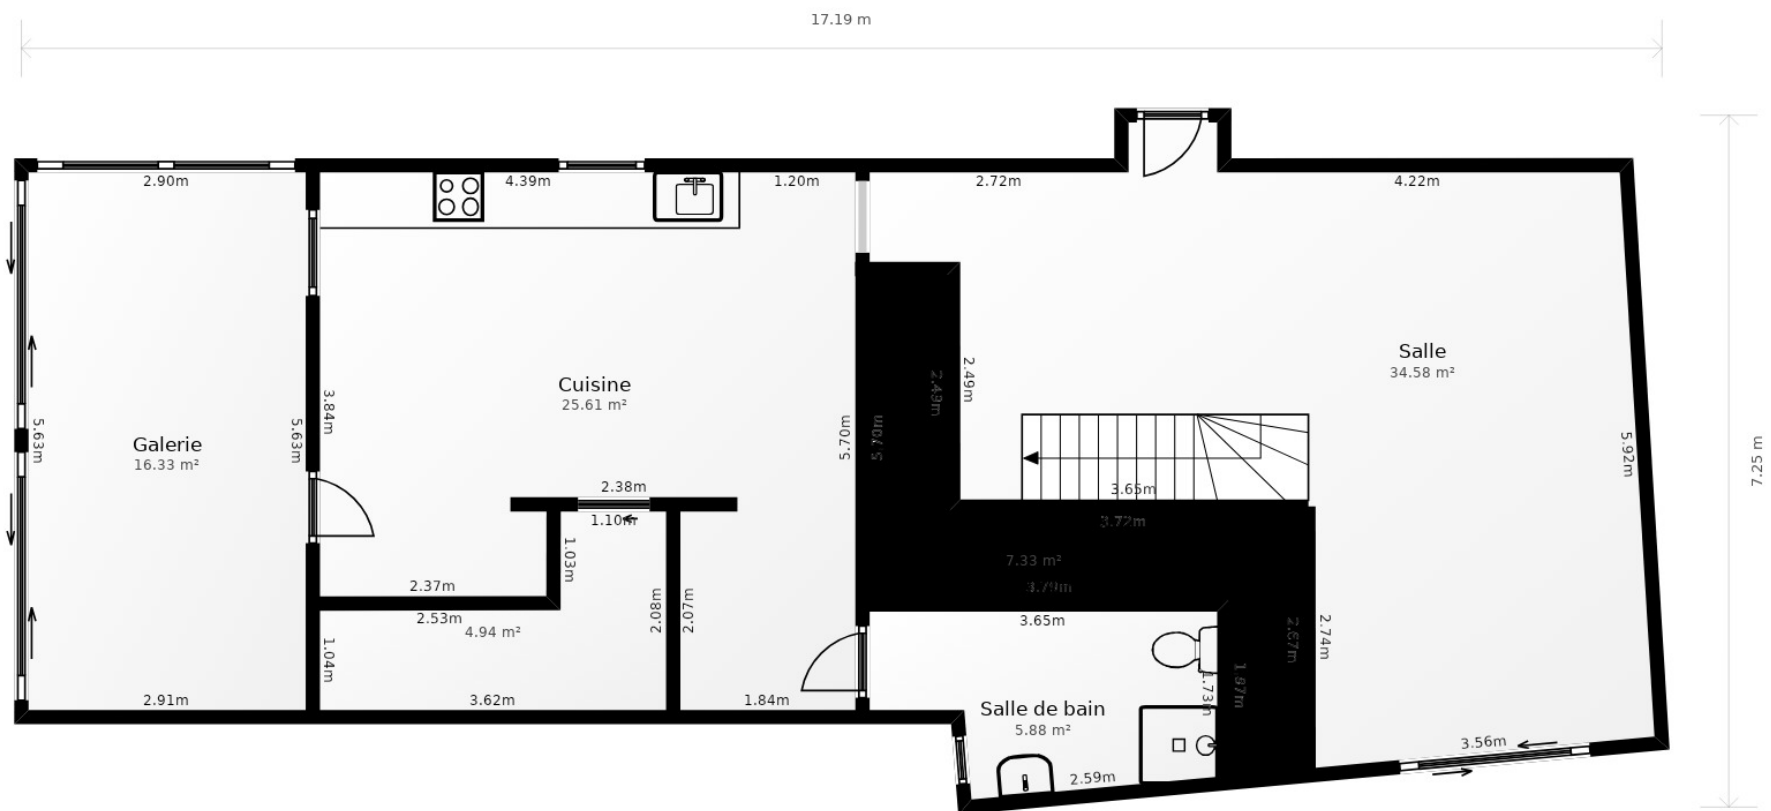 17.19 m
2.90m
4.39m
1.20m
2.72m
4.22m
Salle
34.58 m²
2.49m
2.49m
Cuisine
25.61 m²
3.84m
5.63m
5.63m
Galerie
16.33 m²
5.70m
5.70m
5.92m
7.25 m
2.38m
3.65m
1.10m
3.72m
1.03m
7.33 m²
2.37m
3.79m
2.53m
4.94 m²
2.08m
2.07m
3.65m
2.67m
2.74m
1.04m
1.73m
1.87m
2.91m
3.62m
1.84m
Salle de bain
5.88 m²
3.56m
2.59m